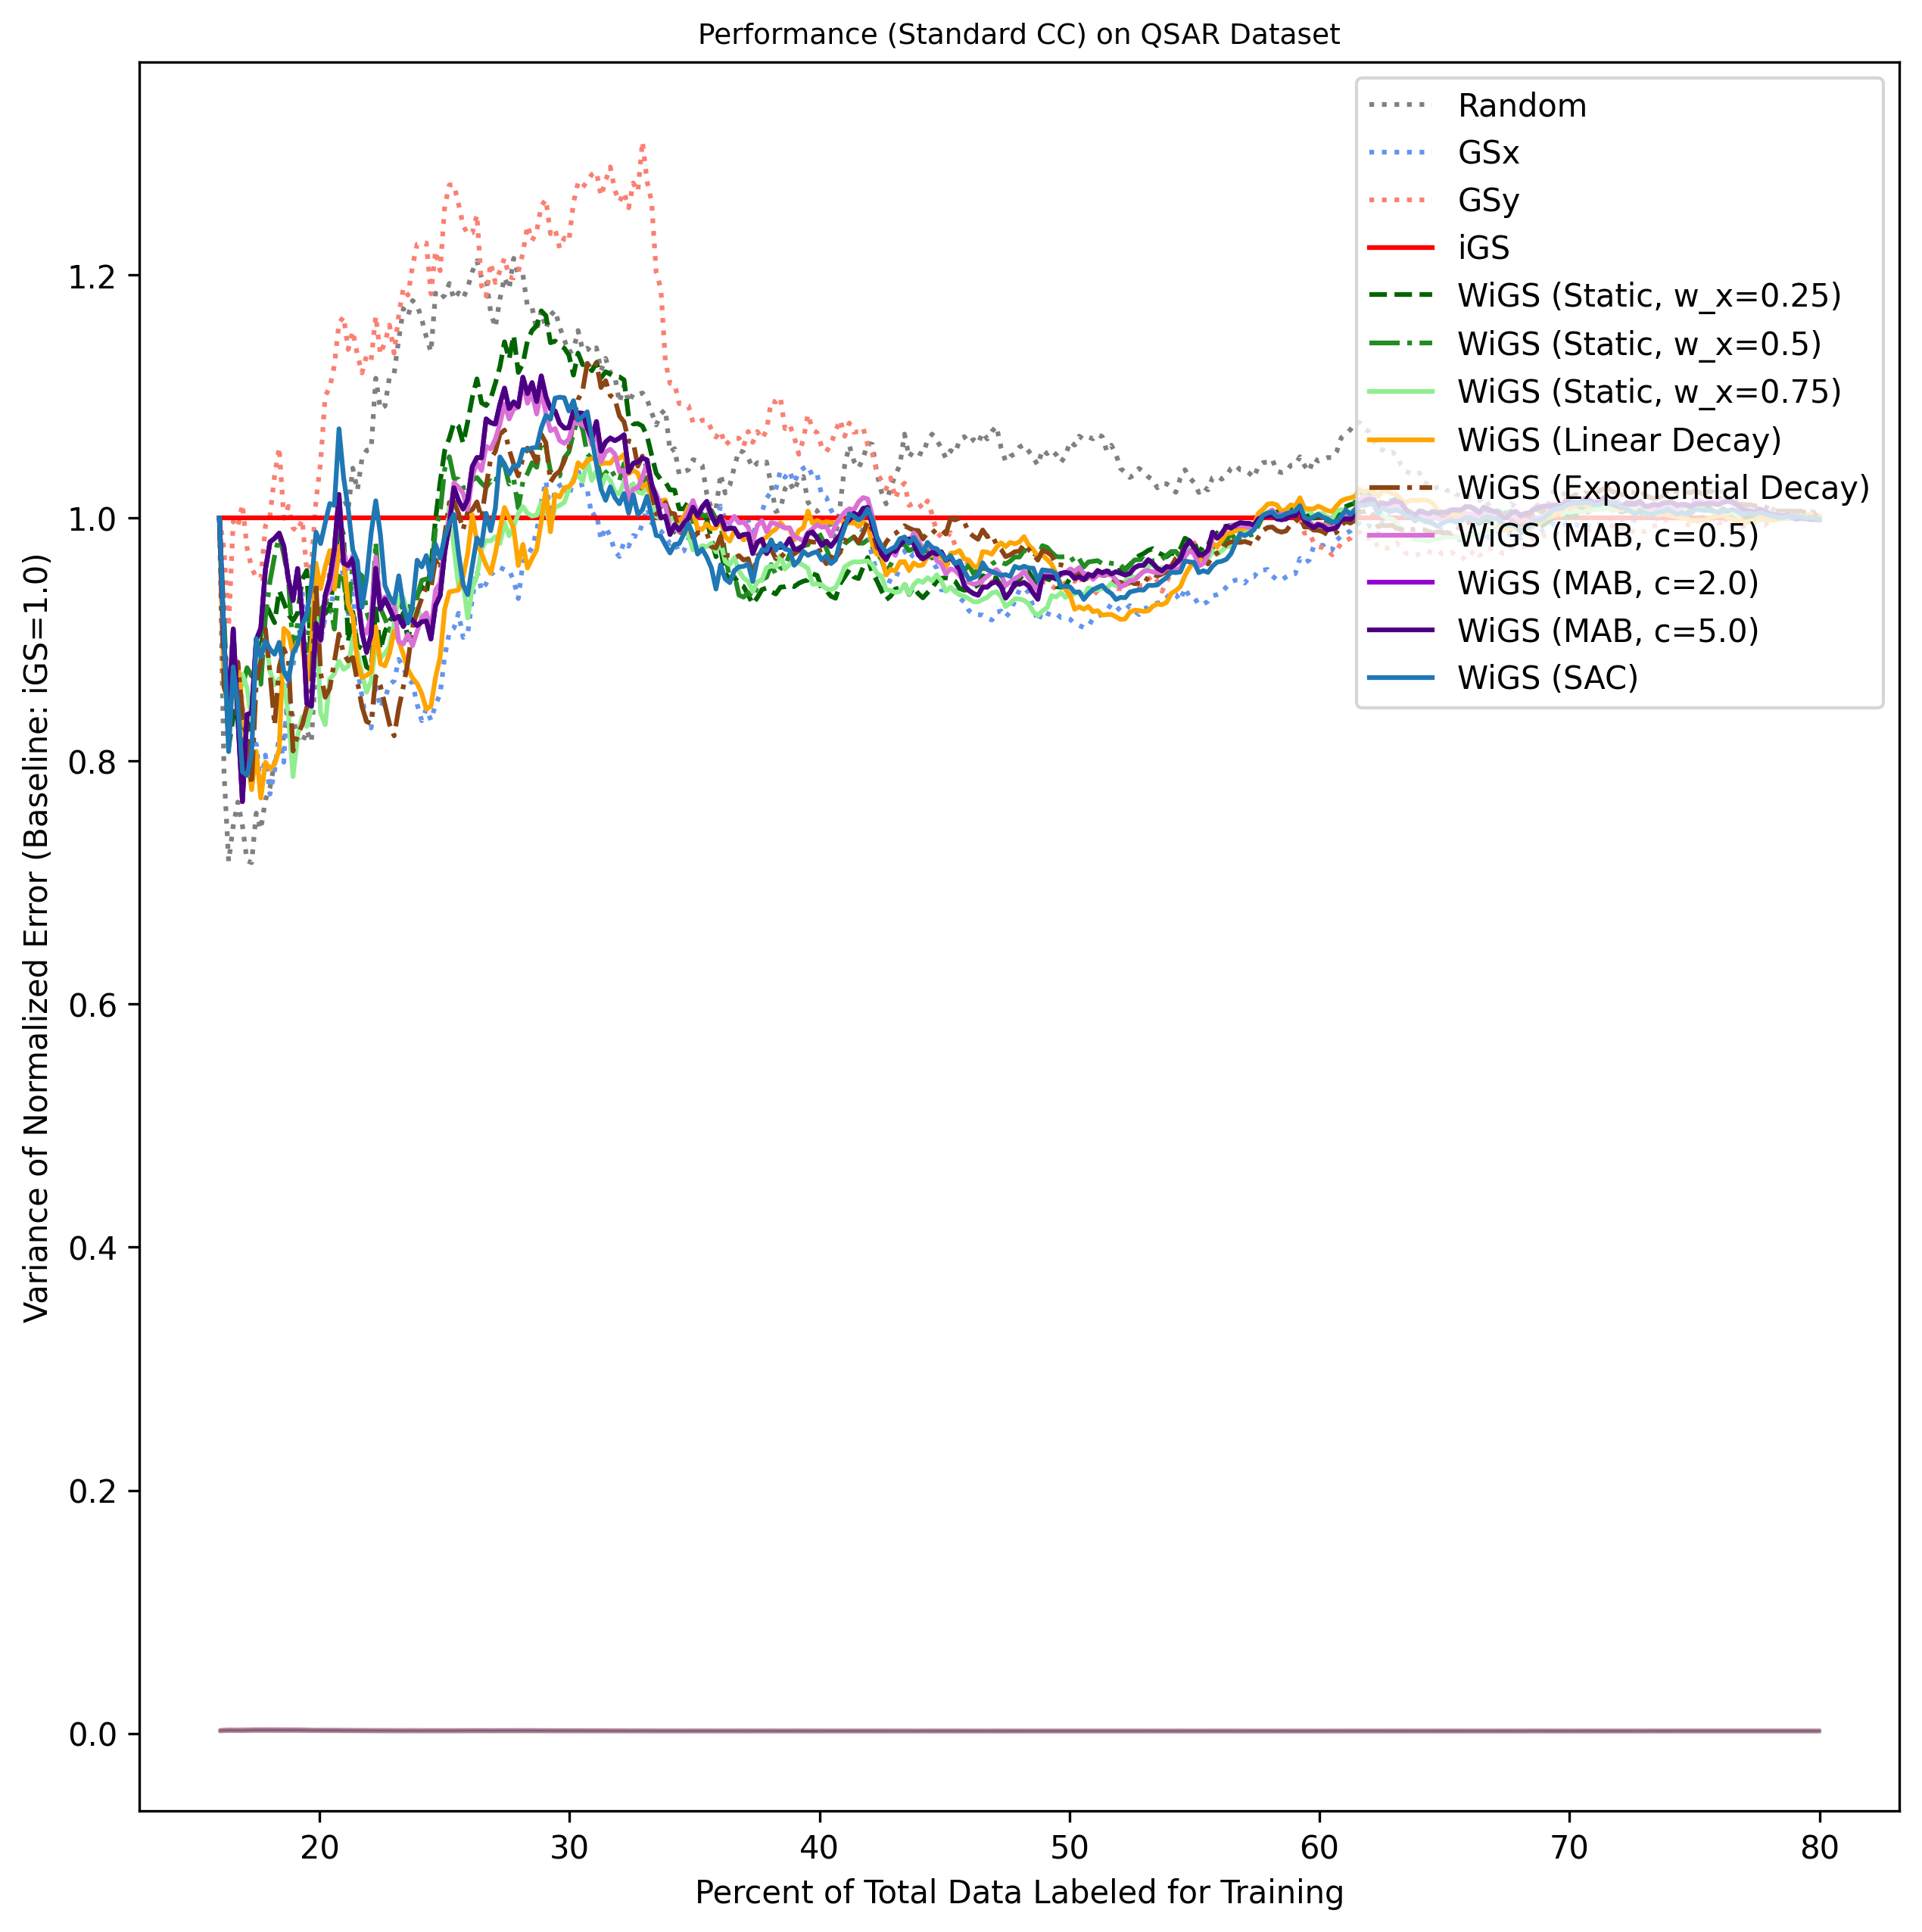 Performance (Standard CC) on QSAR Dataset
Variance of Normalized Error (Baseline: iGS=1.0)
1.2
1.0
0.8
0.6
0.4
0.2
0.0
Random
GSx
GSy
iGS
WiGS (Static, w_x=0.25)
WiGS (Static, w_x=0.5)
WiGS (Static, w_x=0.75)
WiGS (Linear Decay)
WiGS (Exponential Decay)
WiGS (MAB, c=0.5)
WiGS (MAB, c=2.0)
WiGS (MAB, c=5.0)
WiGS (SAC)
20 30 40 50 60 70 80
Percent of Total Data Labeled for Training